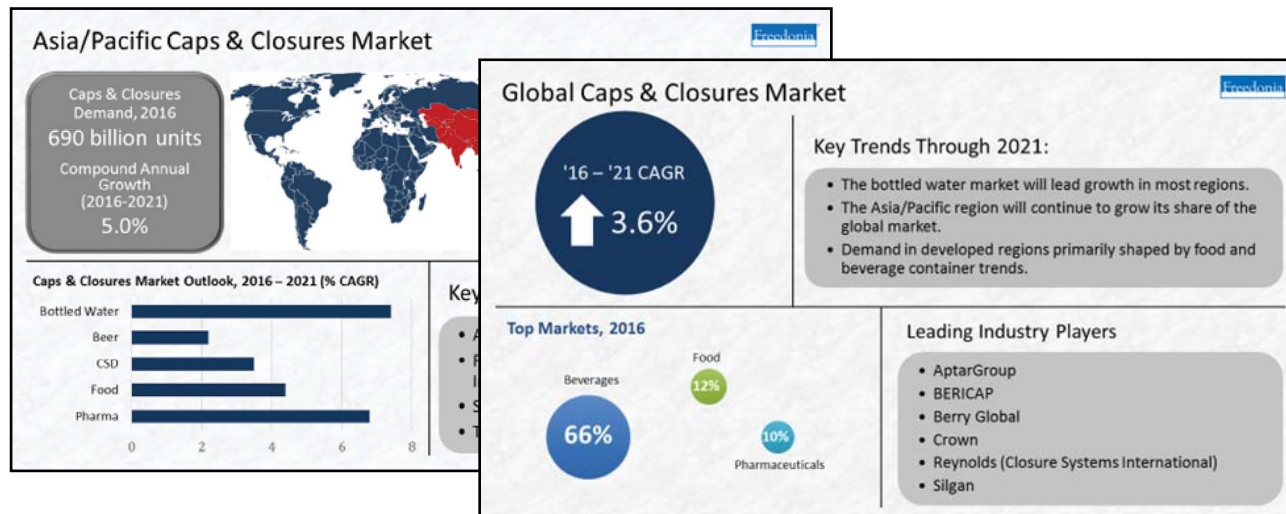 Asia/Pacific Caps & Closures Market
Freedonia
Caps & Closures
Demand, 2016
690 billion units
Compound Annual
Growth
(2016-2021)
5.0%
Caps & Closures Market Outlook, 2016 – 2021 (% CAGR)
Bottled Water
Beer
CSD
Food
Pharma
0 2 4 6 8
Key
Global Caps & Closures Market
Freedonia
'16 – '21 CAGR
3.6%
Key Trends Through 2021:
• The bottled water market will lead growth in most regions.
• The Asia/Pacific region will continue to grow its share of the
global market.
• Demand in developed regions primarily shaped by food and
beverage container trends.
Top Markets, 2016
Beverages
66%
Food
12%
10%
Pharmaceuticals
Leading Industry Players
• AptarGroup
• BERICAP
• Berry Global
• Crown
• Reynolds (Closure Systems International)
• Silgan